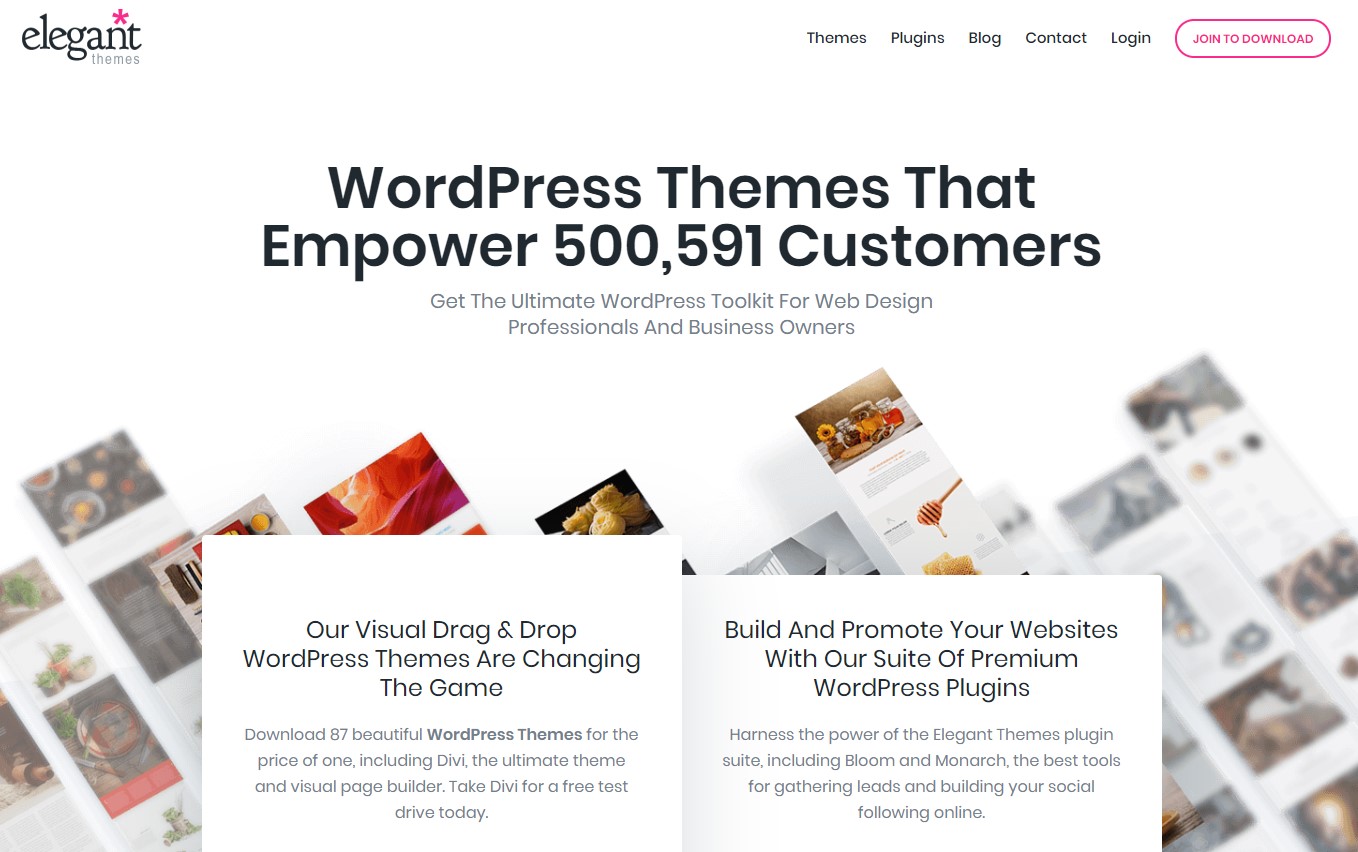 elegant
themes
Themes Plugins Blog Contact Login JOIN TO DOWNLOAD
WordPress Themes That
Empower 500,591 Customers
Get The Ultimate WordPress Toolkit For Web Design
Professionals And Business Owners
Our Visual Drag & Drop
WordPress Themes Are Changing
The Game
Download 87 beautiful WordPress Themes for the
price of one, including Divi, the ultimate theme
and visual page builder. Take Divi for a free test
drive today.
Build And Promote Your Websites
With Our Suite Of Premium
WordPress Plugins
Harness the power of the Elegant Themes plugin
suite, including Bloom and Monarch, the best tools
for gathering leads and building your social
following online.